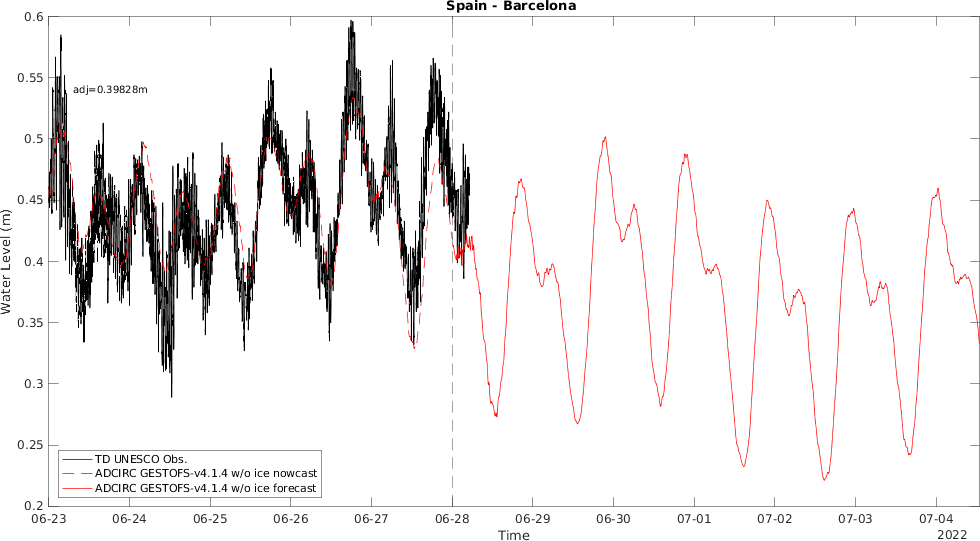 Spain - Barcelona
0.6
0.55
0.5
0.45
0.4
0.35
0.3
0.25
0.2
Water Level (m)
adj=0.39828m
TD UNESCO Obs.
ADCIRC GESTOFS-v4.1.4 w/o ice nowcast
ADCIRC GESTOFS-v4.1.4 w/o ice forecast
06-23 06-24 06-25 06-26 06-27 06-28 06-29 06-30 07-01 07-02 07-03 07-04
Time
2022